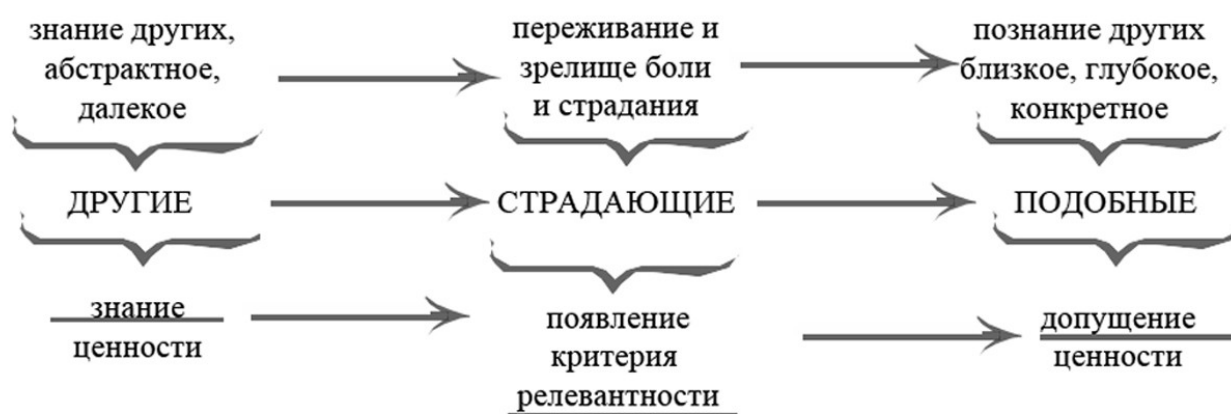 знание других,
абстрактное,
далекое
переживание и
зрелище боли
и страдания
познание других
близкое, глубокое,
конкретное
ДРУГИЕ
СТРАДАЮЩИЕ
ПОДОБНЫЕ
знание
ценности
появление
критерия
релевантности
допущение
ценности